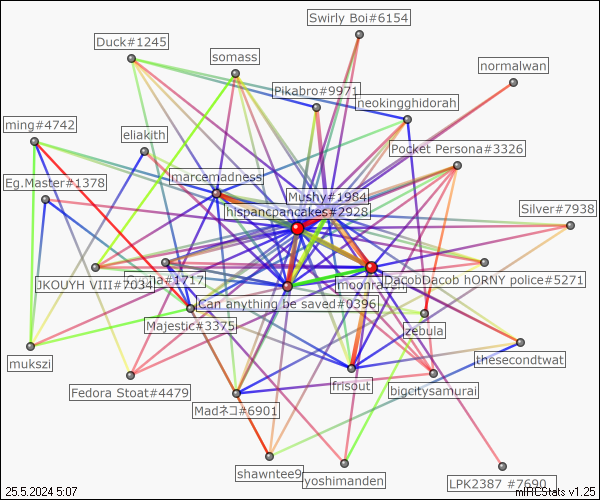 Swirly Boi#6154
Duck#1245
somass
normalwan
Pikabro#9971
neokingghidorah
ming#4742
eliakith
Pocket Persona#3326
Eg.Master#1378
marcemadness
Mushy#1984
hispancpancakes#2928
Silver#7938
JKOUYH VIII#7034
#1717
moonra
DacobDacob hORNY police#5271
Can anything be saved#0396
Majestic#3375
zebula
mukszi
thesecondtwat
Fedora Stoat#4479
frisout
bigcitysamurai
Madネコ#6901
shawntee9
yoshimanden
LPK2387 #7690
25.5.2024 5:07
mIRCStats v1.25